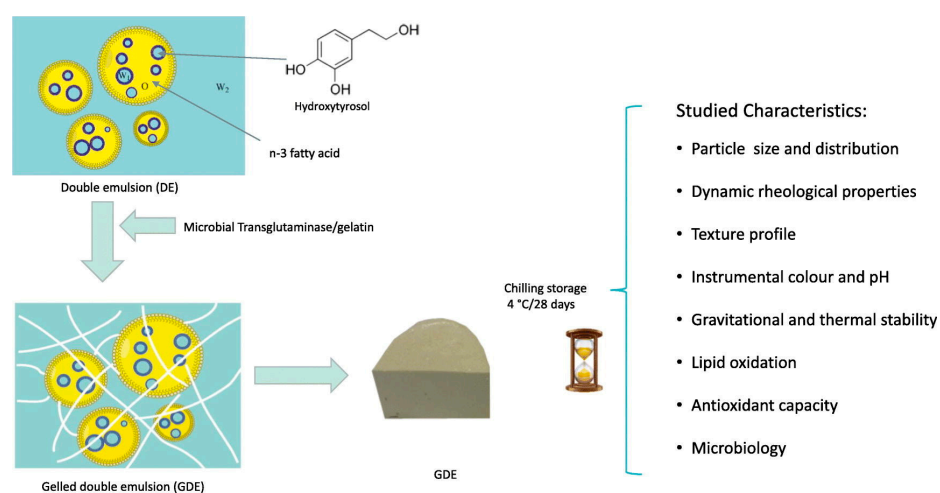 W₁
O
W₂
OH
HO
OH
Hydroxytyrosol
n-3 fatty acid
Double emulsion (DE)
Microbial Transglutaminase/gelatin
Gelled double emulsion (GDE)
GDE
Chilling storage
4 °C/28 days
Studied Characteristics:
• Particle size and distribution
• Dynamic rheological properties
• Texture profile
• Instrumental colour and pH
• Gravitational and thermal stability
• Lipid oxidation
• Antioxidant capacity
• Microbiology